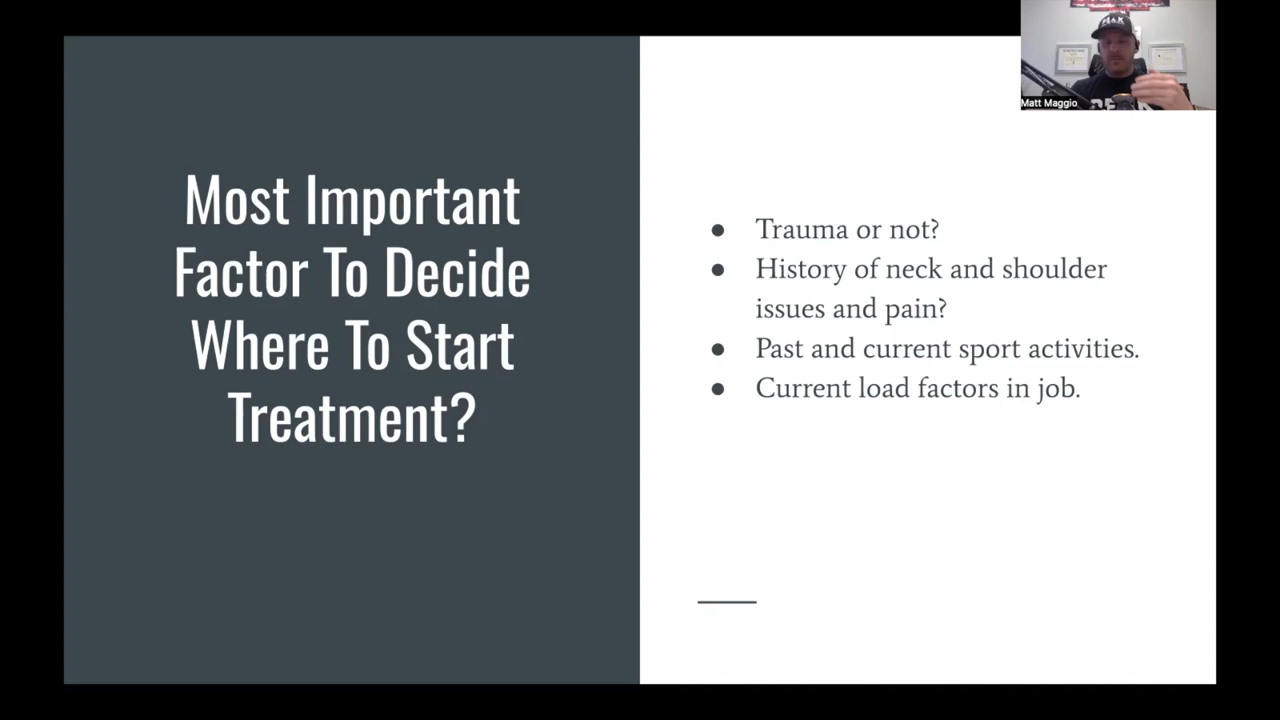 Most Important
Factor To Decide
Where To Start
Treatment?
● Trauma or not?
● History of neck and shoulder
issues and pain?
● Past and current sport activities.
● Current load factors in job.
Matt Maggio